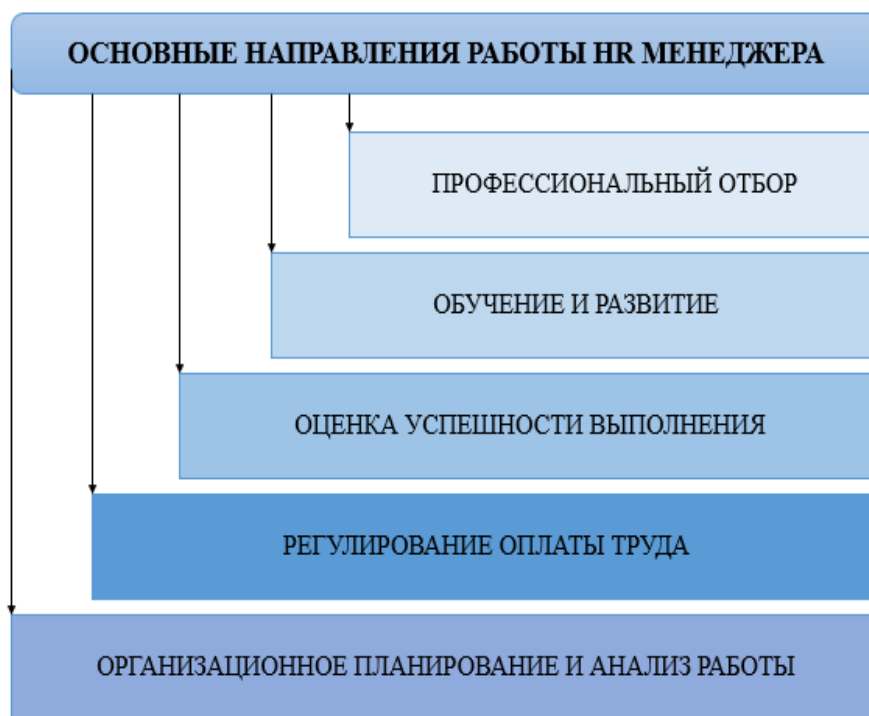 ОСНОВНЫЕ НАПРАВЛЕНИЯ РАБОТЫ HR МЕНЕДЖЕРА
ПРОФЕССИОНАЛЬНЫЙ ОТБОР
ОБУЧЕНИЕ И РАЗВИТИЕ
ОЦЕНКА УСПЕШНОСТИ ВЫПОЛНЕНИЯ
РЕГУЛИРОВАНИЕ ОПЛАТЫ ТРУДА
ОРГАНИЗАЦИОННОЕ ПЛАНИРОВАНИЕ И АНАЛИЗ РАБОТЫ